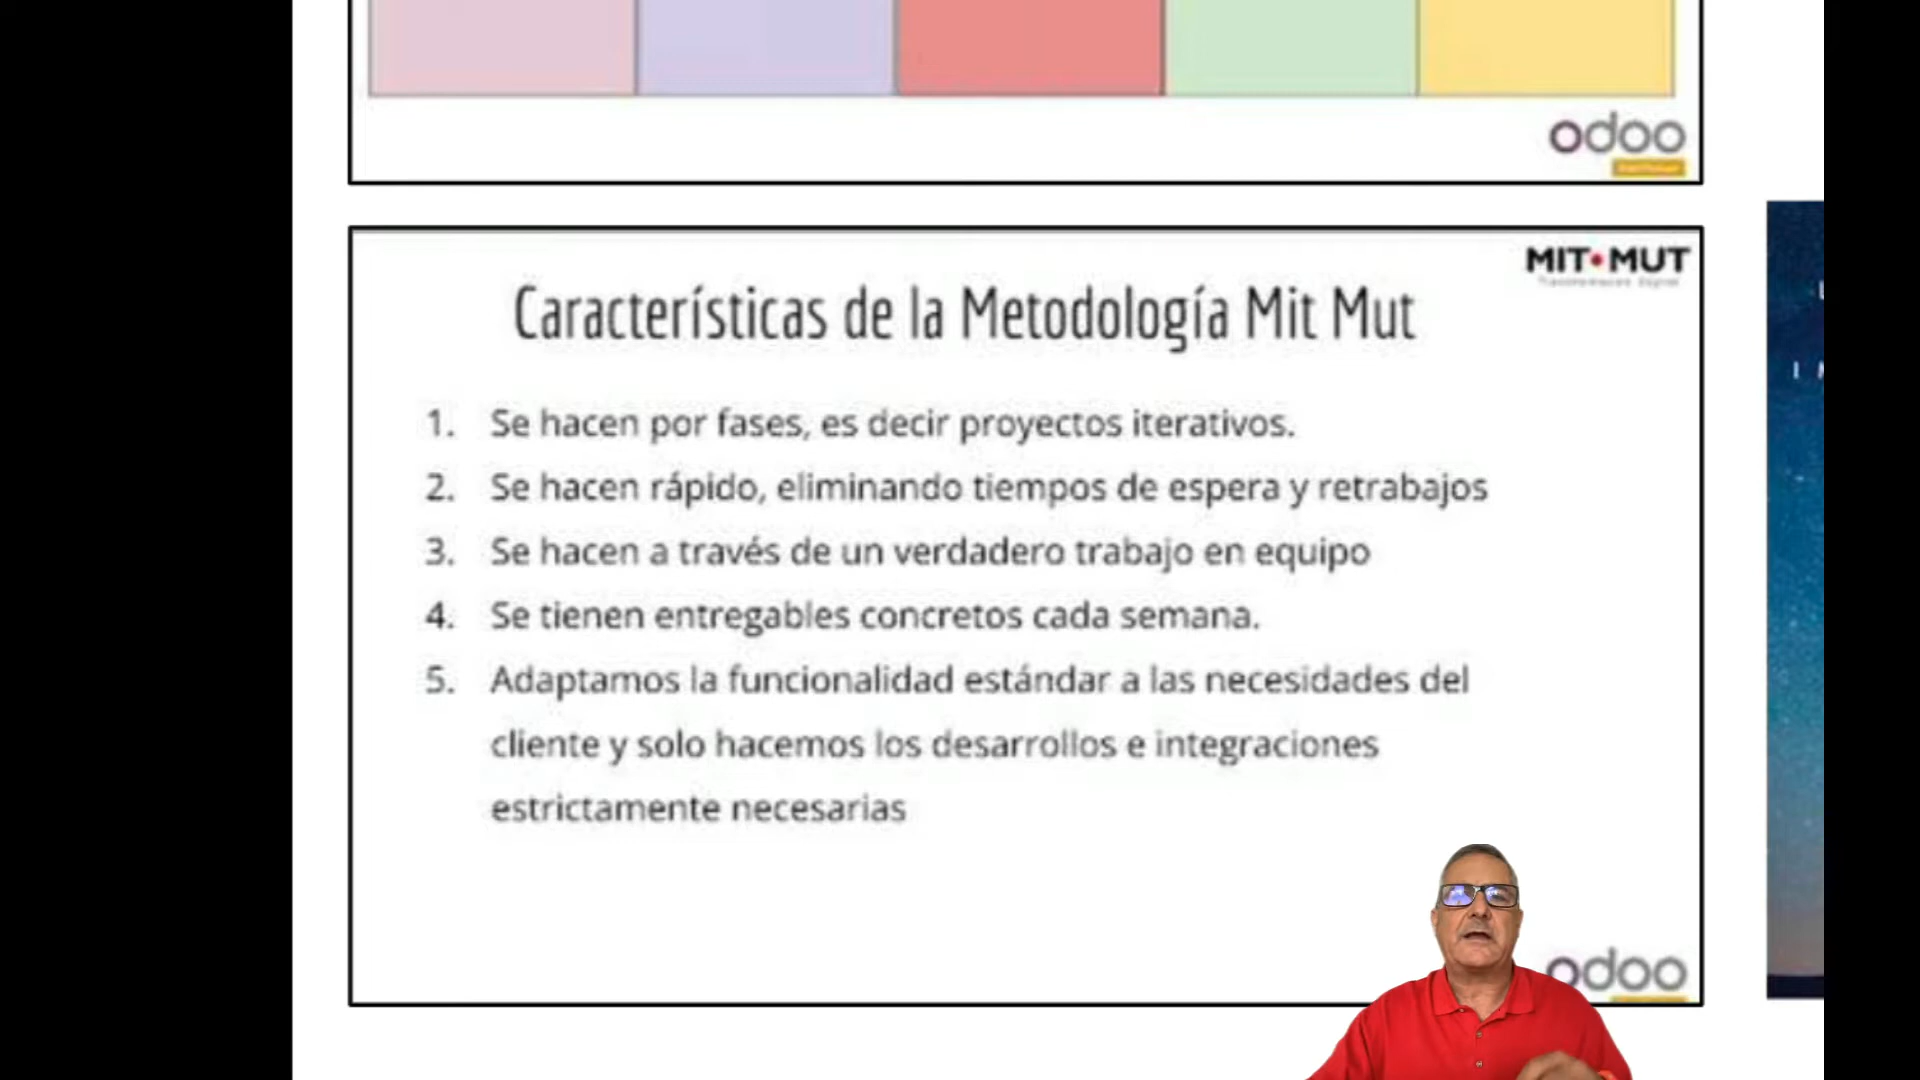 odoo
MIT•MUT
Características de la Metodología Mit Mut
1. Se hacen por fases, es decir proyectos iterativos.
2. Se hacen rápido, eliminando tiempos de espera y retrabajos
3. Se hacen a través de un verdadero trabajo en equipo
4. Se tienen entregables concretos cada semana.
5. Adaptamos la funcionalidad estándar a las necesidades del
cliente y solo hacemos los desarrollos e integraciones
estrictamente necesarias
odoo